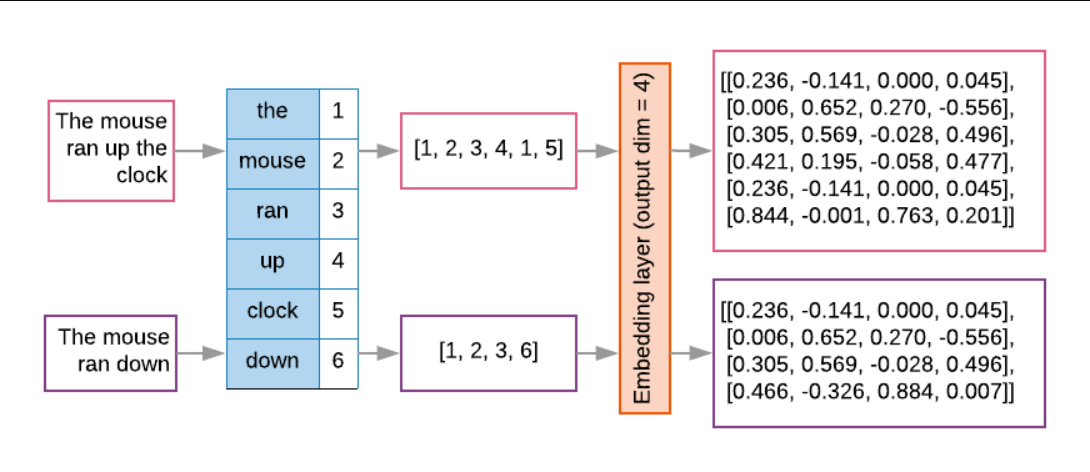 The mouse
ran up the
clock
the 1
mouse 2
ran 3
up 4
clock 5
down 6
[1, 2, 3, 4, 1, 5]
Embedding layer (output dim = 4)
[[0.236, -0.141, 0.000, 0.045],
[0.006, 0.652, 0.270, -0.556],
[0.305, 0.569, -0.028, 0.496],
[0.421, 0.195, -0.058, 0.477],
[0.236, -0.141, 0.000, 0.045],
[0.844, -0.001, 0.763, 0.201]]
The mouse
ran down
[1, 2, 3, 6]
[[0.236, -0.141, 0.000, 0.045],
[0.006, 0.652, 0.270, -0.556],
[0.305, 0.569, -0.028, 0.496],
[0.466, -0.326, 0.884, 0.007]]